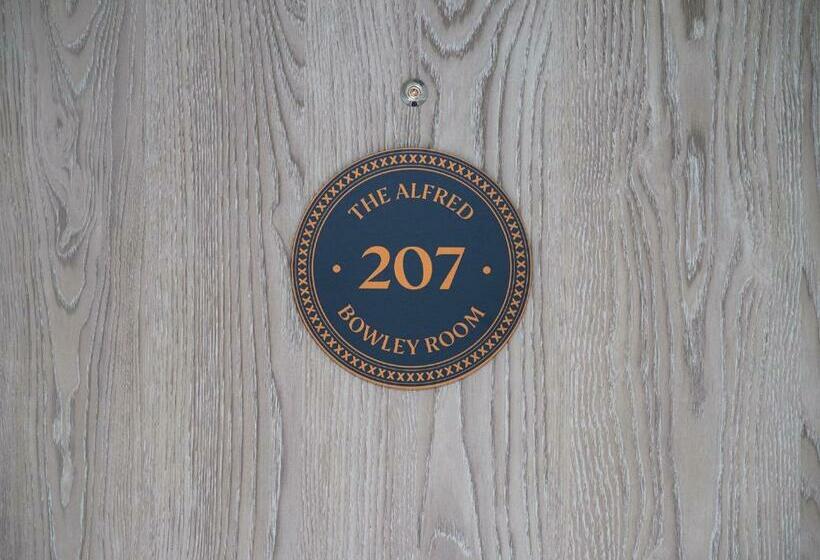 THE ALFRED
207
BOWLEY ROOM